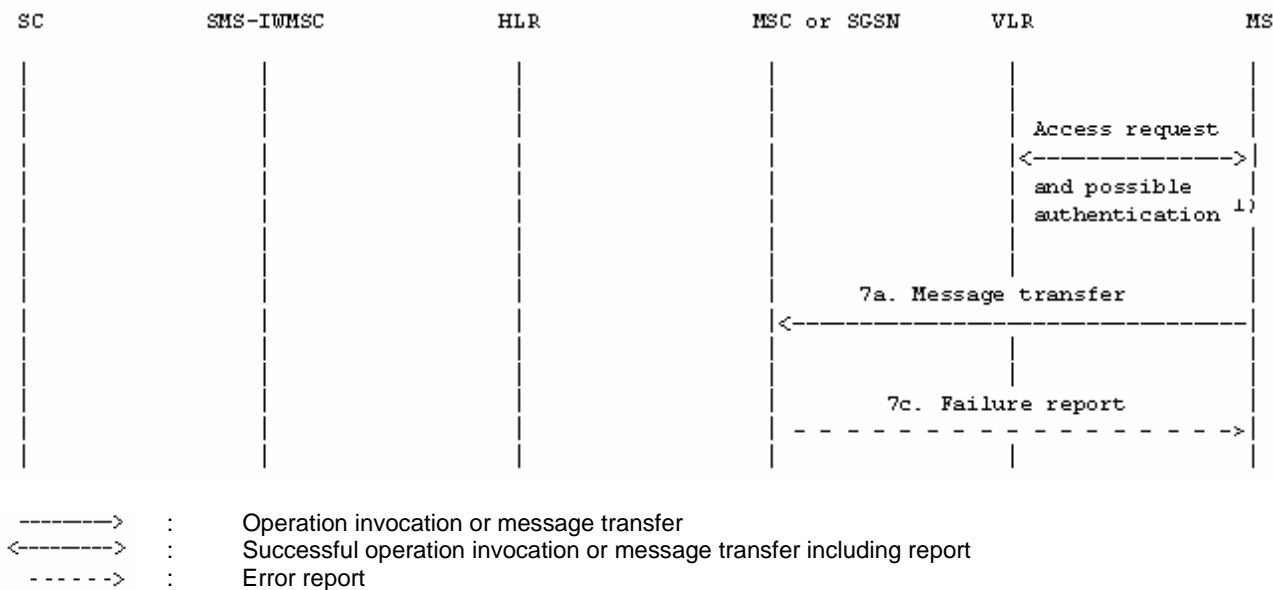 SC SMS-IWMSC HLR MSC or SGSN VLR MS
Access request
and possible
authentication 1)
7a. Message transfer
7c. Failure report
: Operation invocation or message transfer
: Successful operation invocation or message transfer including report
: Error report